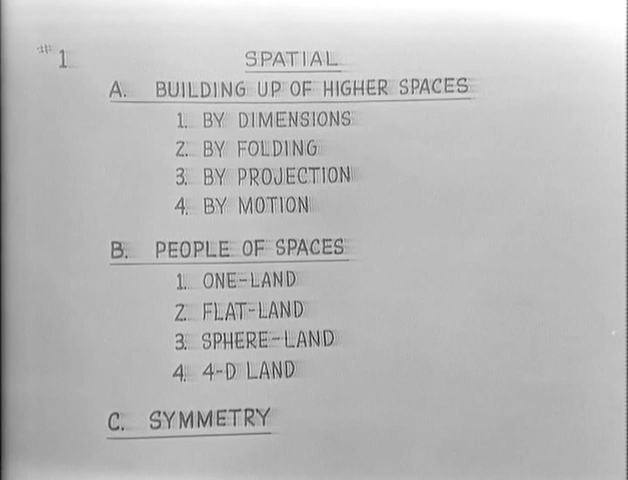 #1 SPATIAL
A. BUILDING UP OF HIGHER SPACES
1. BY DIMENSIONS
2. BY FOLDING
3. BY PROJECTION
4. BY MOTION
B. PEOPLE OF SPACES
1. ONE-LAND
2. FLAT-LAND
3. SPHERE-LAND
4. 4-D LAND
C. SYMMETRY